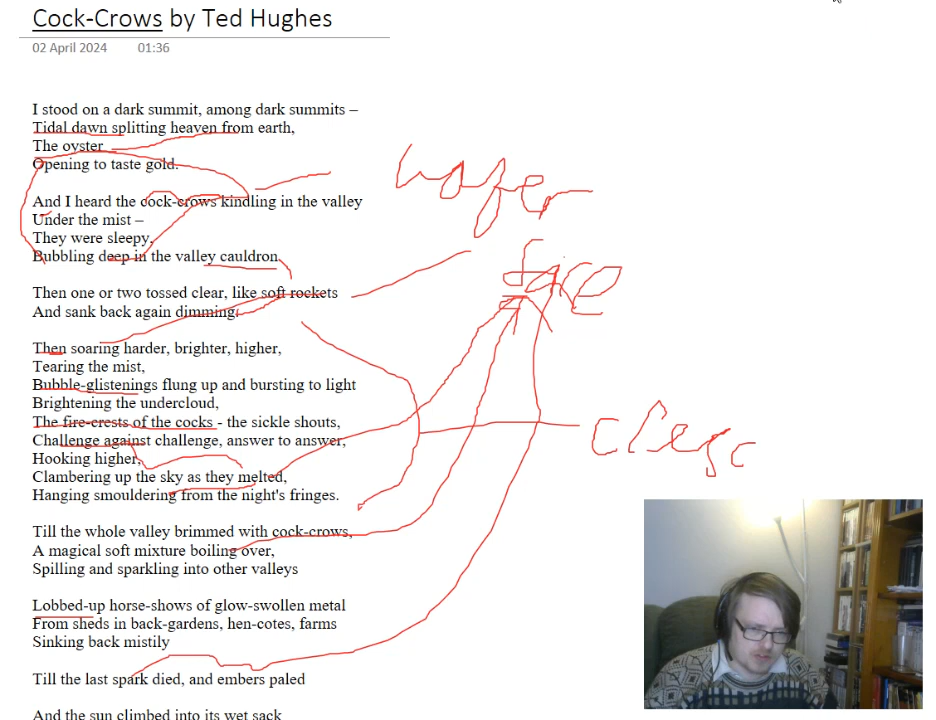 Cock-Crows by Ted Hughes
02 April 2024 01:36
I stood on a dark summit, among dark summits –
Tidal dawn splitting heaven from earth,
The oyster
Opening to taste gold.
And I heard the cock-crows kindling in the valley
Under the mist –
They were sleepy,
Bubbling deep in the valley cauldron.
Then one or two tossed clear, like soft rockets
And sank back again dimming.
Then soaring harder, brighter, higher,
Tearing the mist,
Bubble-glistenings flung up and bursting to light
Brightening the undercloud,
The fire-crests of the cocks - the sickle shouts,
Challenge against challenge, answer to answer,
Hooking higher,
Clambering up the sky as they melted,
Hanging smouldering from the night's fringes.
Till the whole valley brimmed with cock-crows,
A magical soft mixture boiling over,
Spilling and sparkling into other valleys
Lobbed-up horse-shows of glow-swollen metal
From sheds in back-gardens, hen-cotes, farms
Sinking back mistily
Till the last spark died, and embers paled
And the sun climbed into its wet sack